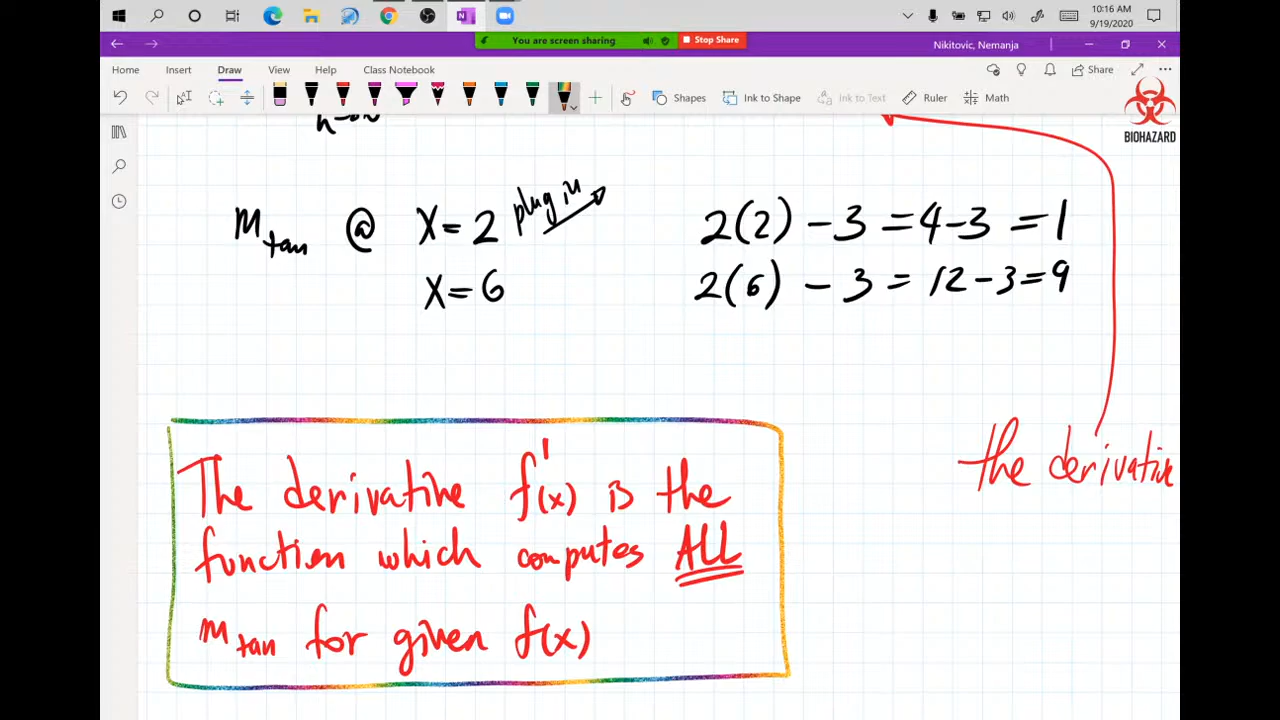 10:16 AM
9/19/2020
You are screen sharing
Stop Share
Nikitovic, Nemanja
Home Insert Draw View Help Class Notebook
Share
Shapes Ink to Shape Ink to Text Ruler Math
BIOHAZARD
m tan @ x=2 plug in 2(2) -3 =4-3 =1
x=6 2(6) -3 = 12-3=9
the derivative
The derivative f'(x) is the
function which computes ALL
m tan for given f(x)